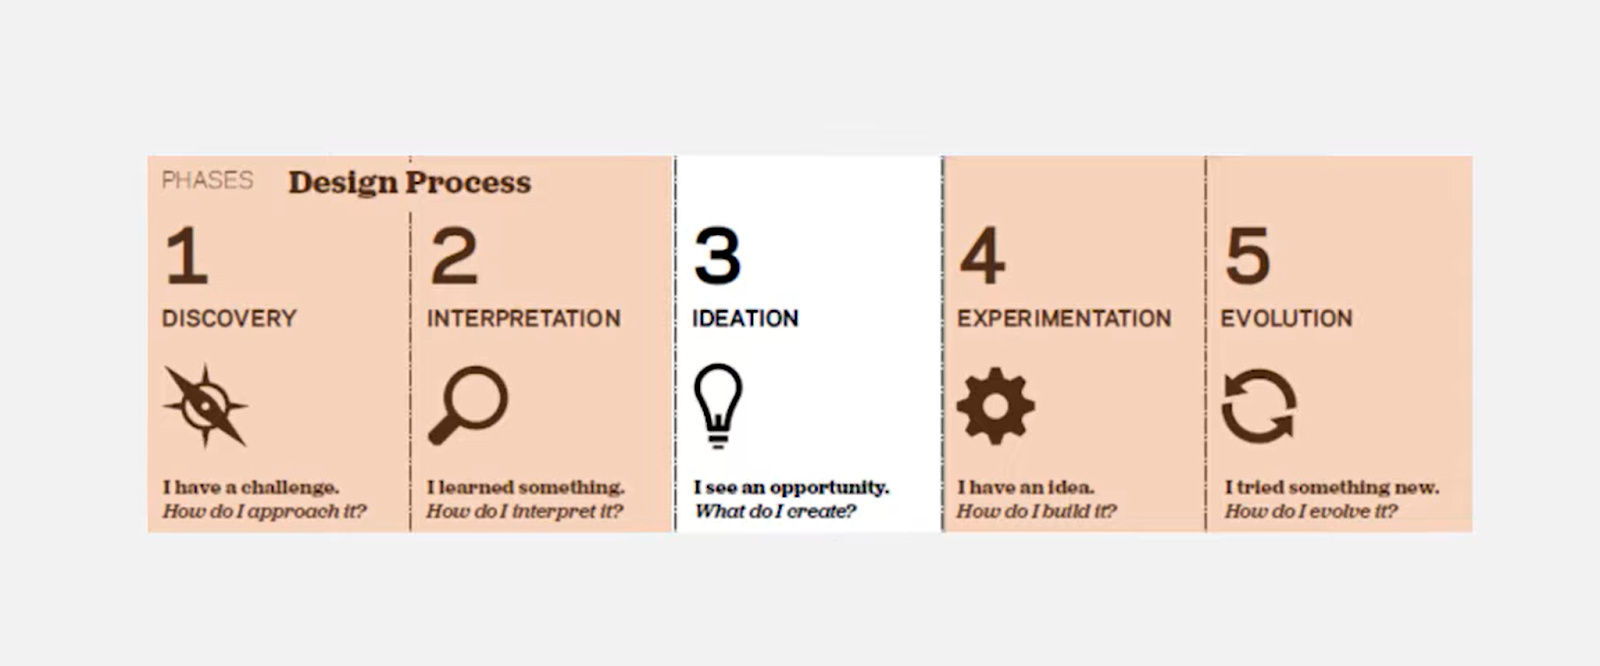 PHASES Design Process
1
DISCOVERY
I have a challenge.
How do I approach it?
2
INTERPRETATION
I learned something.
How do I interpret it?
3
IDEATION
I see an opportunity.
What do I create?
4
EXPERIMENTATION
I have an idea.
How do I build it?
5
EVOLUTION
I tried something new.
How do I evolve it?